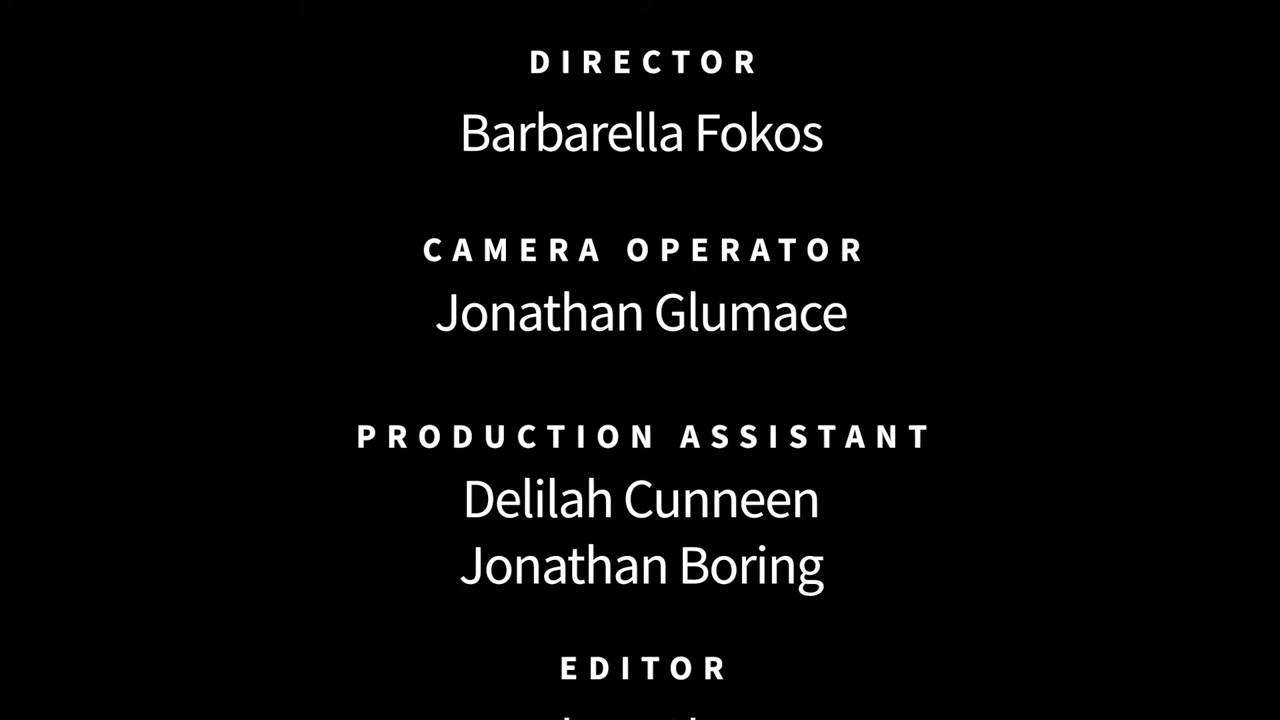 DIRECTOR
Barbarella Fokos
CAMERA OPERATOR
Jonathan Glumace
PRODUCTION ASSISTANT
Delilah Cunneen
Jonathan Boring
EDITOR